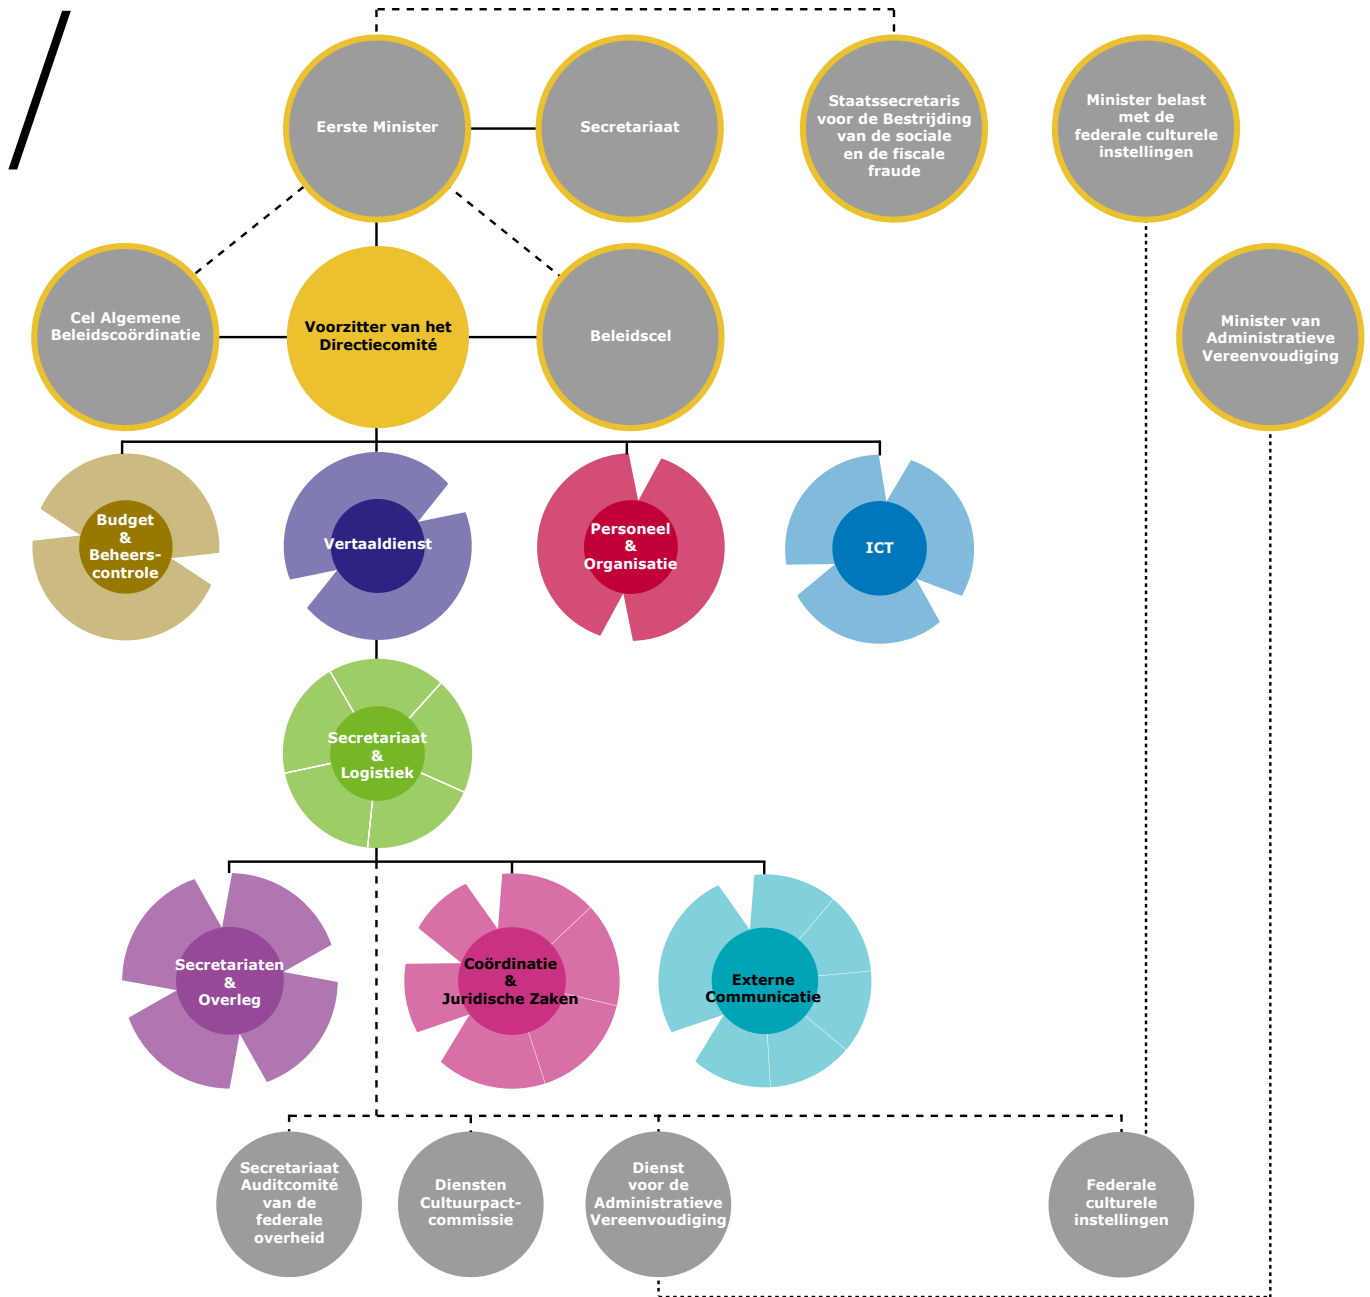 Eerste Minister
Secretariaat
Staatssecretaris
voor de Bestrijding
van de sociale
en de fiscale
fraude
Minister belast
met de
federale culturele
instellingen
Cel Algemene
Beleidscoördinatie
Voorzitter van het
Directiecomité
Beleidscel
Minister van
Administratieve
Vereenvoudiging
Budget
&
Beheers-
controle
Vertaaldienst
Personeel
&
Organisatie
ICT
Secretariaat
&
Logistiek
Secretariaten
&
Overleg
Coördinatie
&
Juridische Zaken
Externe
Communicatie
Secretariaat
Auditcomité
van de
federale
overheid
Diensten
Cultuurpact-
commissie
Dienst
voor de
Administratieve
Vereenvoudiging
Federale
culturele
instellingen